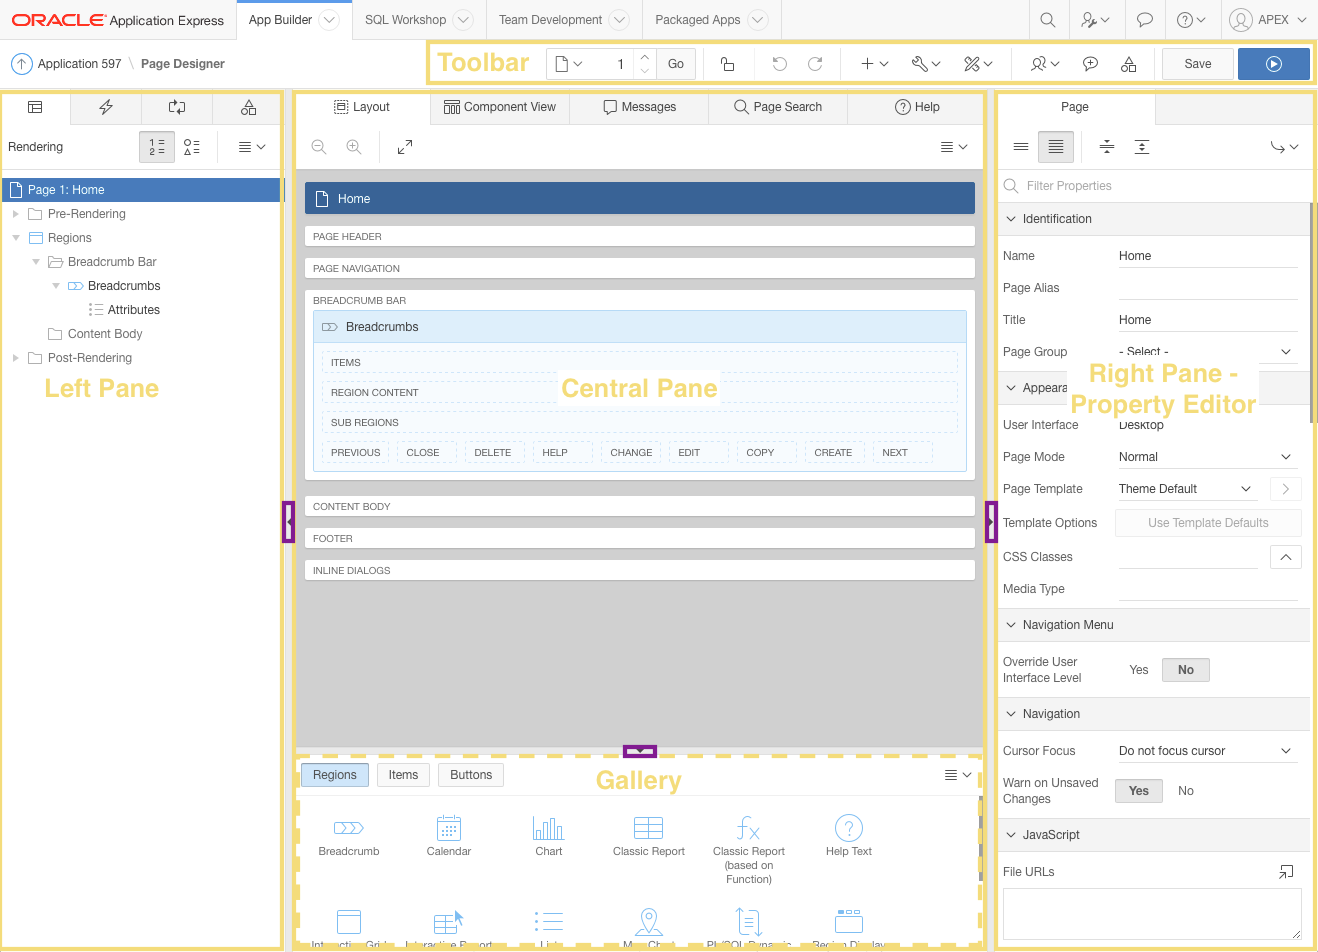 ORACLE Application Express
App Builder
SQL Workshop
Team Development
Packaged Apps
APEX
Application 597 \ Page Designer
Toolbar
1
Go
Save
Rendering
Page 1: Home
Pre-Rendering
Regions
Breadcrumb Bar
Breadcrumbs
Attributes
Content Body
Post-Rendering
Left Pane
Layout
Component View
Messages
Page Search
Help
Home
PAGE HEADER
PAGE NAVIGATION
BREADCRUMB BAR
Breadcrumbs
ITEMS
REGION CONTENT
SUB REGIONS
Central Pane
PREVIOUS
CLOSE
DELETE
HELP
CHANGE
EDIT
COPY
CREATE
NEXT
CONTENT BODY
FOOTER
INLINE DIALOGS
Regions
Items
Buttons
Gallery
Breadcrumb
Calendar
Chart
Classic Report
Classic Report
(based on
Function)
Help Text
Page
Filter Properties
Identification
Name Home
Page Alias
Title Home
Page Group - Select -
Right Pane -
Property Editor
User Interface Desktop
Page Mode Normal
Page Template Theme Default
Template Options Use Template Defaults
CSS Classes
Media Type
Navigation Menu
Override User
Interface Level
Yes No
Navigation
Cursor Focus Do not focus cursor
Warn on Unsaved
Changes
Yes No
JavaScript
File URLs